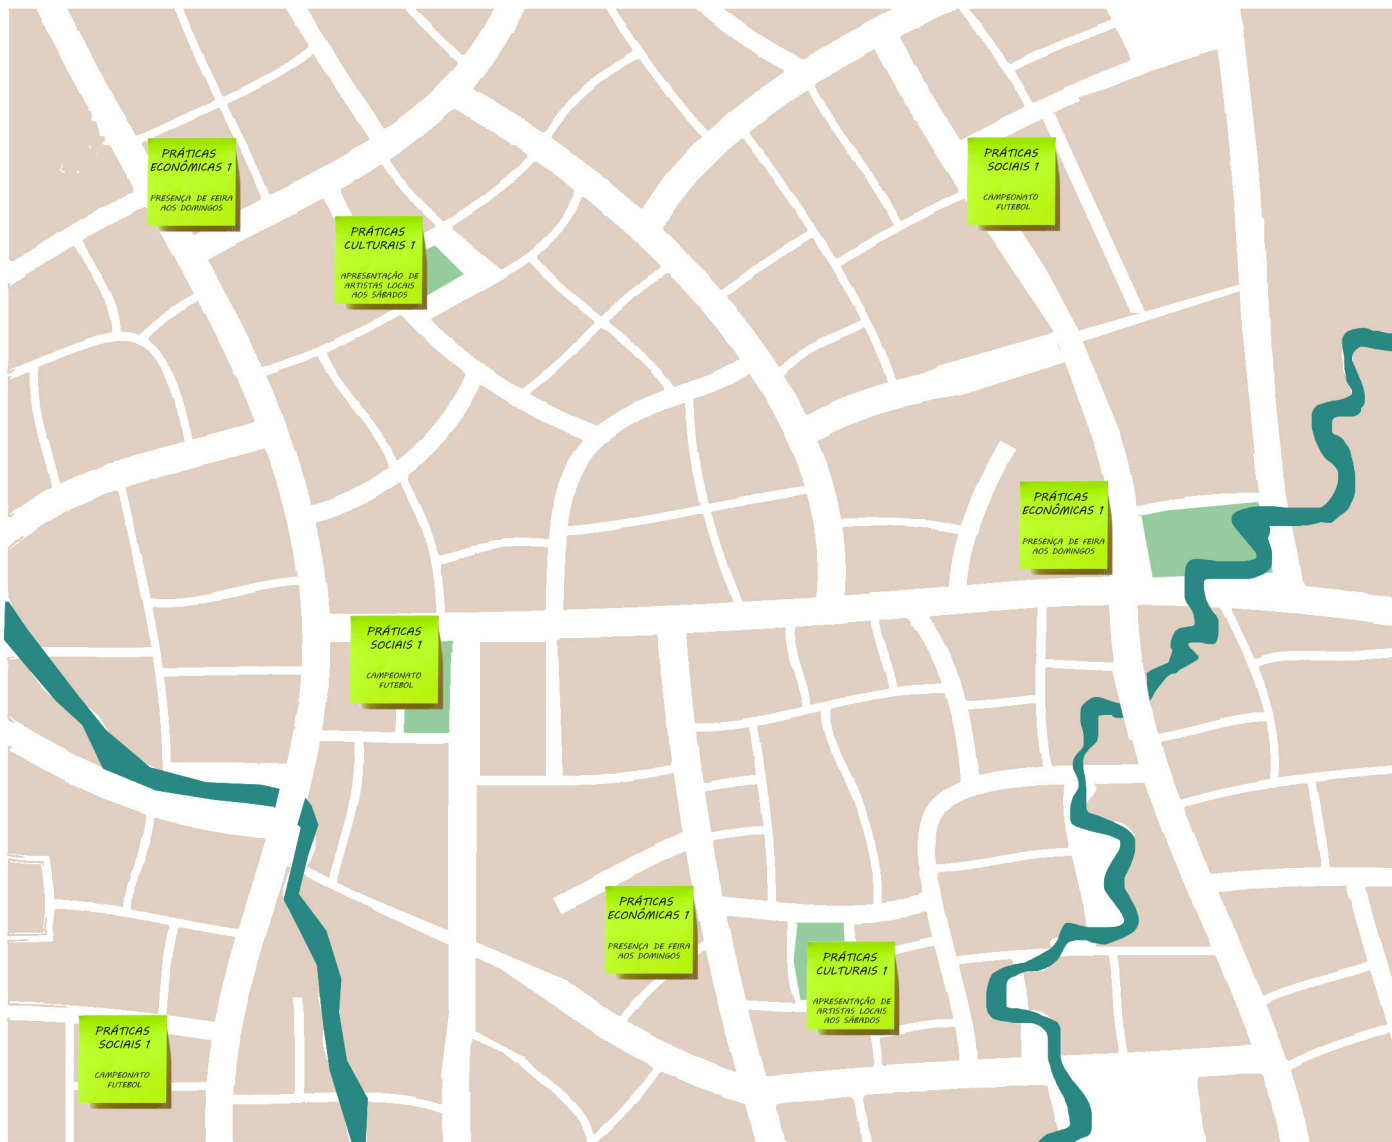 PRÁTICAS
ECONÔMICAS 1
PRESENÇA DE FEIRA
AOS DOMINGOS
PRÁTICAS
SOCIAIS 1
CAMPEONATO
FUTEBOL
PRÁTICAS
CULTURAIS 1
APRESENTAÇÃO DE
ARTISTAS LOCAIS
AOS SÁBADOS
PRÁTICAS
ECONÔMICAS 1
PRESENÇA DE FEIRA
AOS DOMINGOS
PRÁTICAS
SOCIAIS 1
CAMPEONATO
FUTEBOL
PRÁTICAS
ECONÔMICAS 1
PRESENÇA DE FEIRA
AOS DOMINGOS
PRÁTICAS
CULTURAIS 1
APRESENTAÇÃO DE
ARTISTAS LOCAIS
AOS SÁBADOS
PRÁTICAS
SOCIAIS 1
CAMPEONATO
FUTEBOL